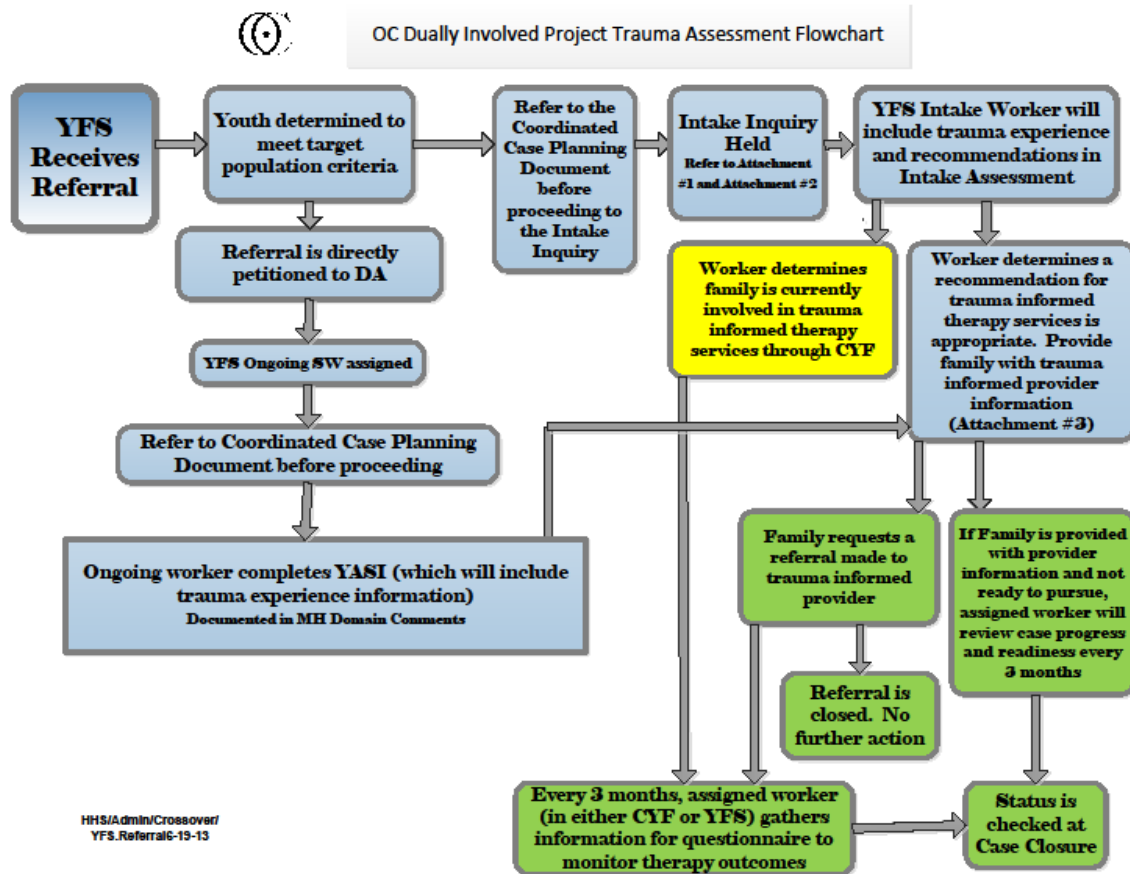 OC Dually Involved Project Trauma Assessment Flowchart
YFS
Receives
Referral
Youth determined to
meet target
population criteria
Refer to the
Coordinated
Case Planning
Document
before
proceeding to
the Intake
Inquiry
Intake Inquiry
Held
Refer to Attachment
#1 and Attachment #2
YFS Intake Worker will
include trauma experience
and recommendations in
Intake Assessment
Referral is directly
petitioned to DA
Worker determines
family is currently
involved in trauma
informed therapy
services through CYF
Worker determines a
recommendation for
trauma informed
therapy services is
appropriate. Provide
family with trauma
informed provider
information
(Attachment #3)
YFS Ongoing SW assigned
Refer to Coordinated Case Planning
Document before proceeding
Ongoing worker completes YASI (which will include
trauma experience information)
Documented in MH Domain Comments
Family requests a
referral made to
trauma informed
provider
If Family is provided
with provider
information and not
ready to pursue,
assigned worker will
review case progress
and readiness every
3 months
Referral is
closed. No
further action
Every 3 months, assigned worker
(in either CYF or YFS) gathers
information for questionnaire to
monitor therapy outcomes
Status is
checked at
Case Closure
HHS/Admin/Crossover/
YFS.Referral6-19-13